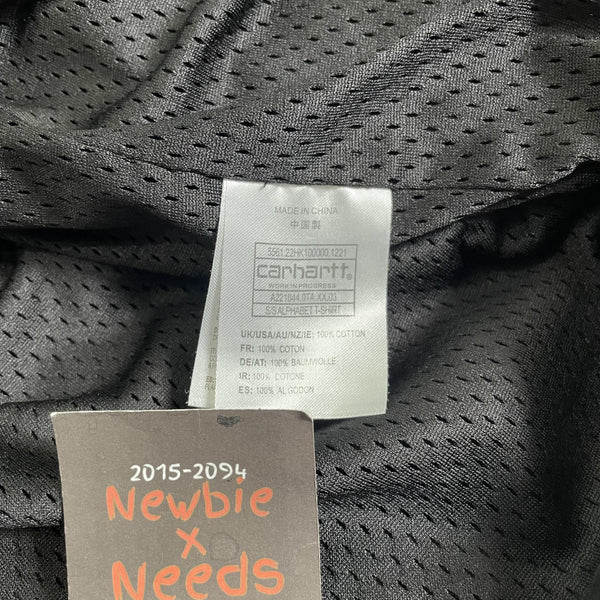 MADE IN CHINA
中国製
5561.22HK100000.1221
carhartt.
WORK IN PROGRESS
A221044.0TA.XX.03
S/S ALPHABET T-SHIRT
UK/USA/AU/NZ/IE: 100% COTTON
FR: 100% COTON
DE/AT: 100% BAUMWOLLE
IR: 100% COTONE
ES: 100% ALGODON
2015-2094
Newbie
x
Needs